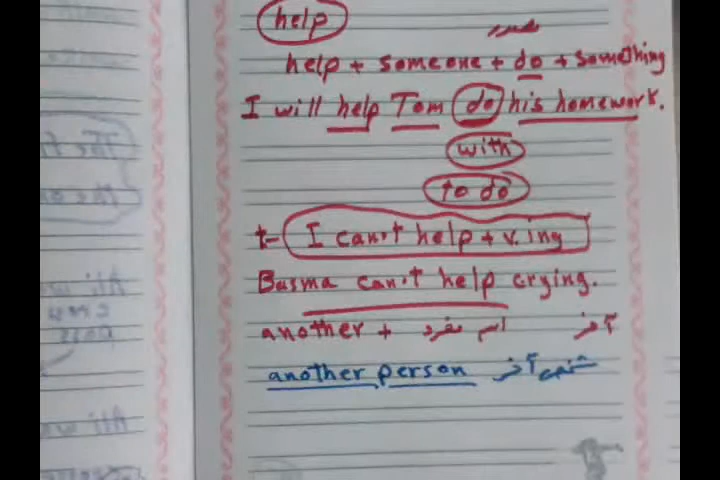 help
مصدر
help + someone + do + something
I will help Tom do his homework.
with
to do
t- I can't help + v.ing
Basma can't help crying.
another + اسم مفرد آخر
another person شخص آخر